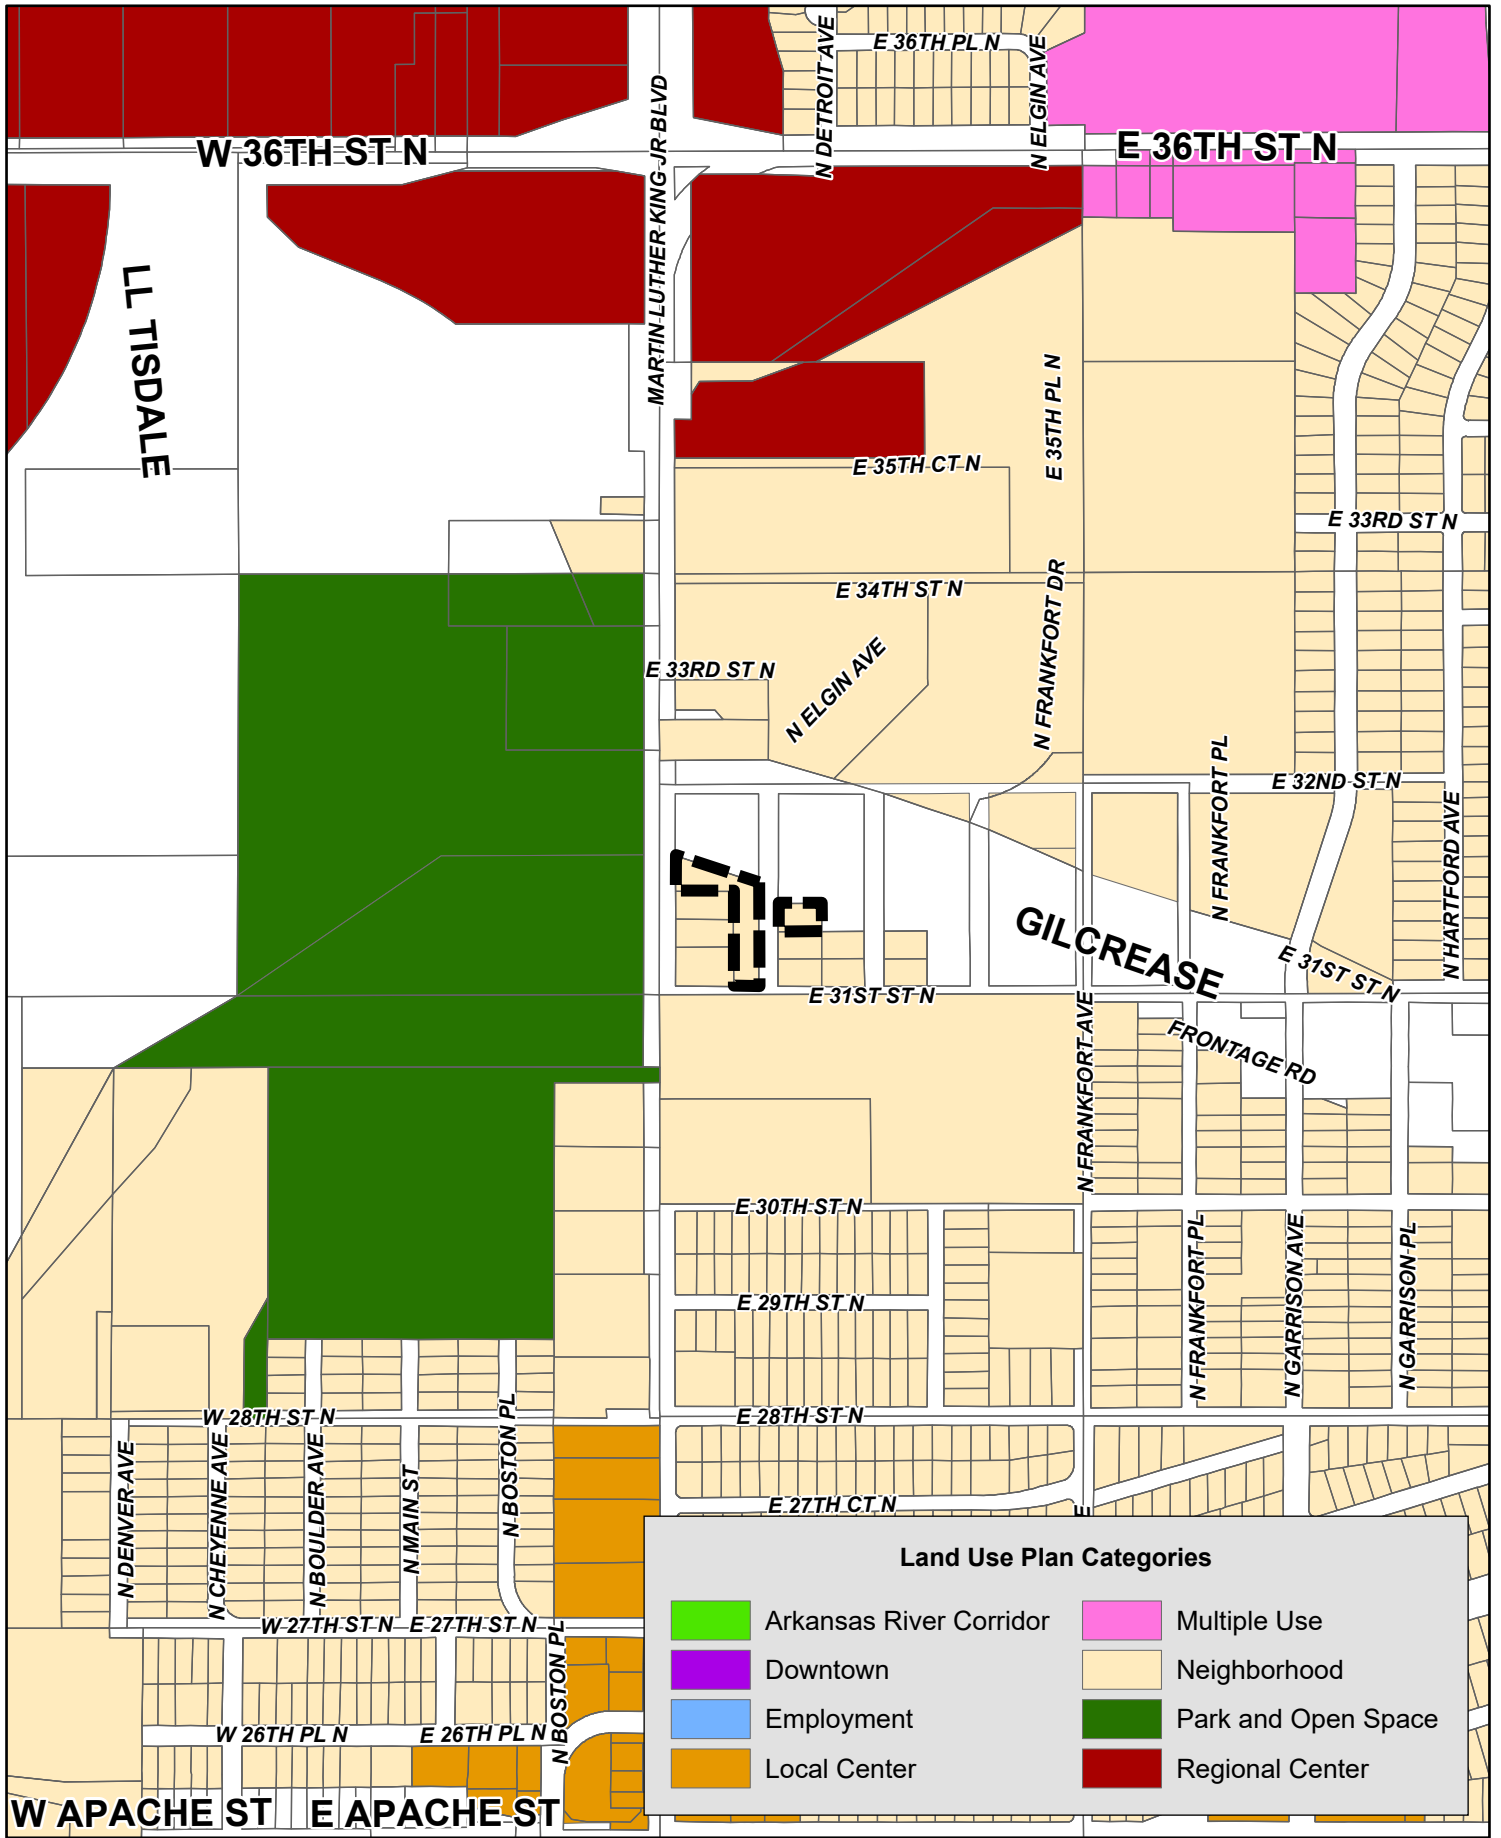 E 36TH PL N
N DETROIT AVE
N ELGIN AVE
MARTIN LUTHER KING JR BLVD
W 36TH ST N
E 36TH ST N
LL TISDALE
E 35TH PL N
E 35TH CT N
E 33RD ST N
E 34TH ST N
N FRANKFORT DR
E 33RD ST N
N ELGIN AVE
N FRANKFORT PL
E 32ND ST N
N HARTFORD AVE
GILCREASE
E 31ST ST N
E 31ST ST N
N FRANKFORT AVE
FRONTAGE RD
E 30TH ST N
N FRANKFORT PL
N GARRISON AVE
N GARRISON PL
E 29TH ST N
W 28TH ST N
E 28TH ST N
N DENVER AVE
N CHEYENNE AVE
N BOULDER AVE
N MAIN ST
N BOSTON PL
E 27TH CT N
E
W 27TH ST N
E 27TH ST N
N BOSTON PL
W 26TH PL N
E 26TH PL N
W APACHE ST
E APACHE ST
Land Use Plan Categories
Arkansas River Corridor
Downtown
Employment
Local Center
Multiple Use
Neighborhood
Park and Open Space
Regional Center